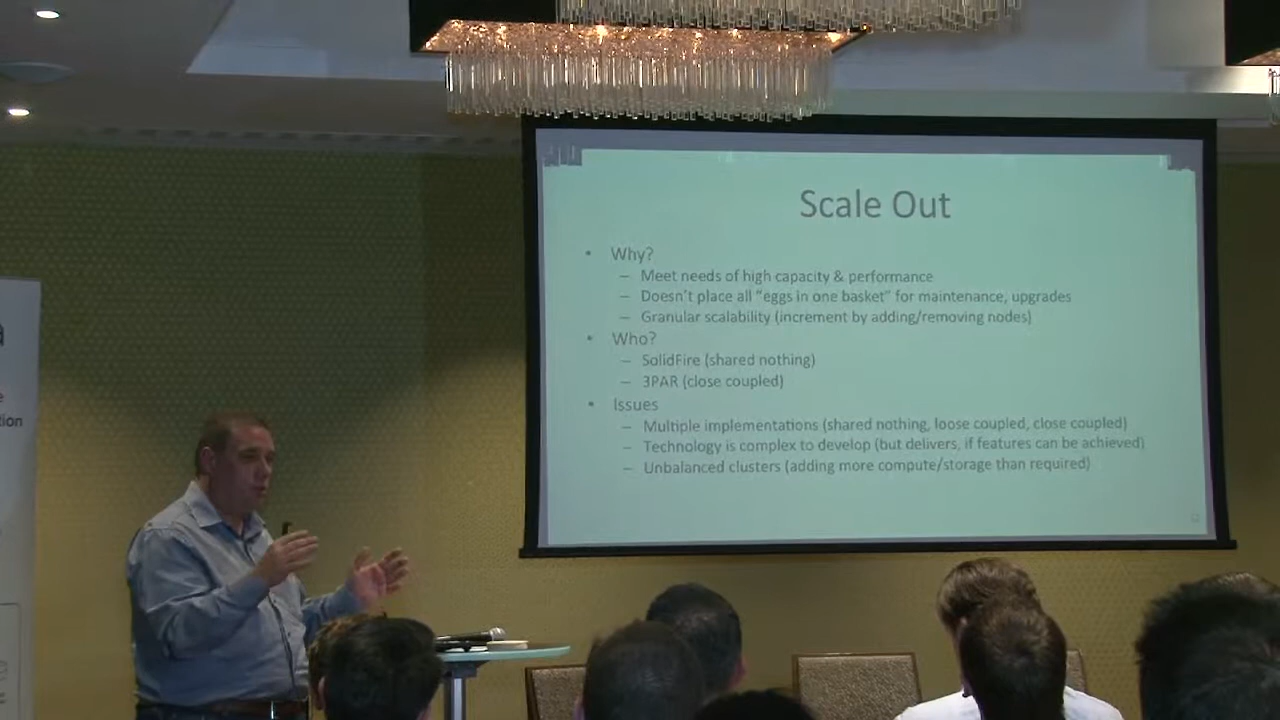 Scale Out
• Why?
– Meet needs of high capacity & performance
– Doesn't place all "eggs in one basket" for maintenance, upgrades
– Granular scalability (increment by adding/removing nodes)
• Who?
– SolidFire (shared nothing)
– 3PAR (close coupled)
• Issues
– Multiple implementations (shared nothing, loose coupled, close coupled)
– Technology is complex to develop (but delivers, if features can be achieved)
– Unbalanced clusters (adding more compute/storage than required)